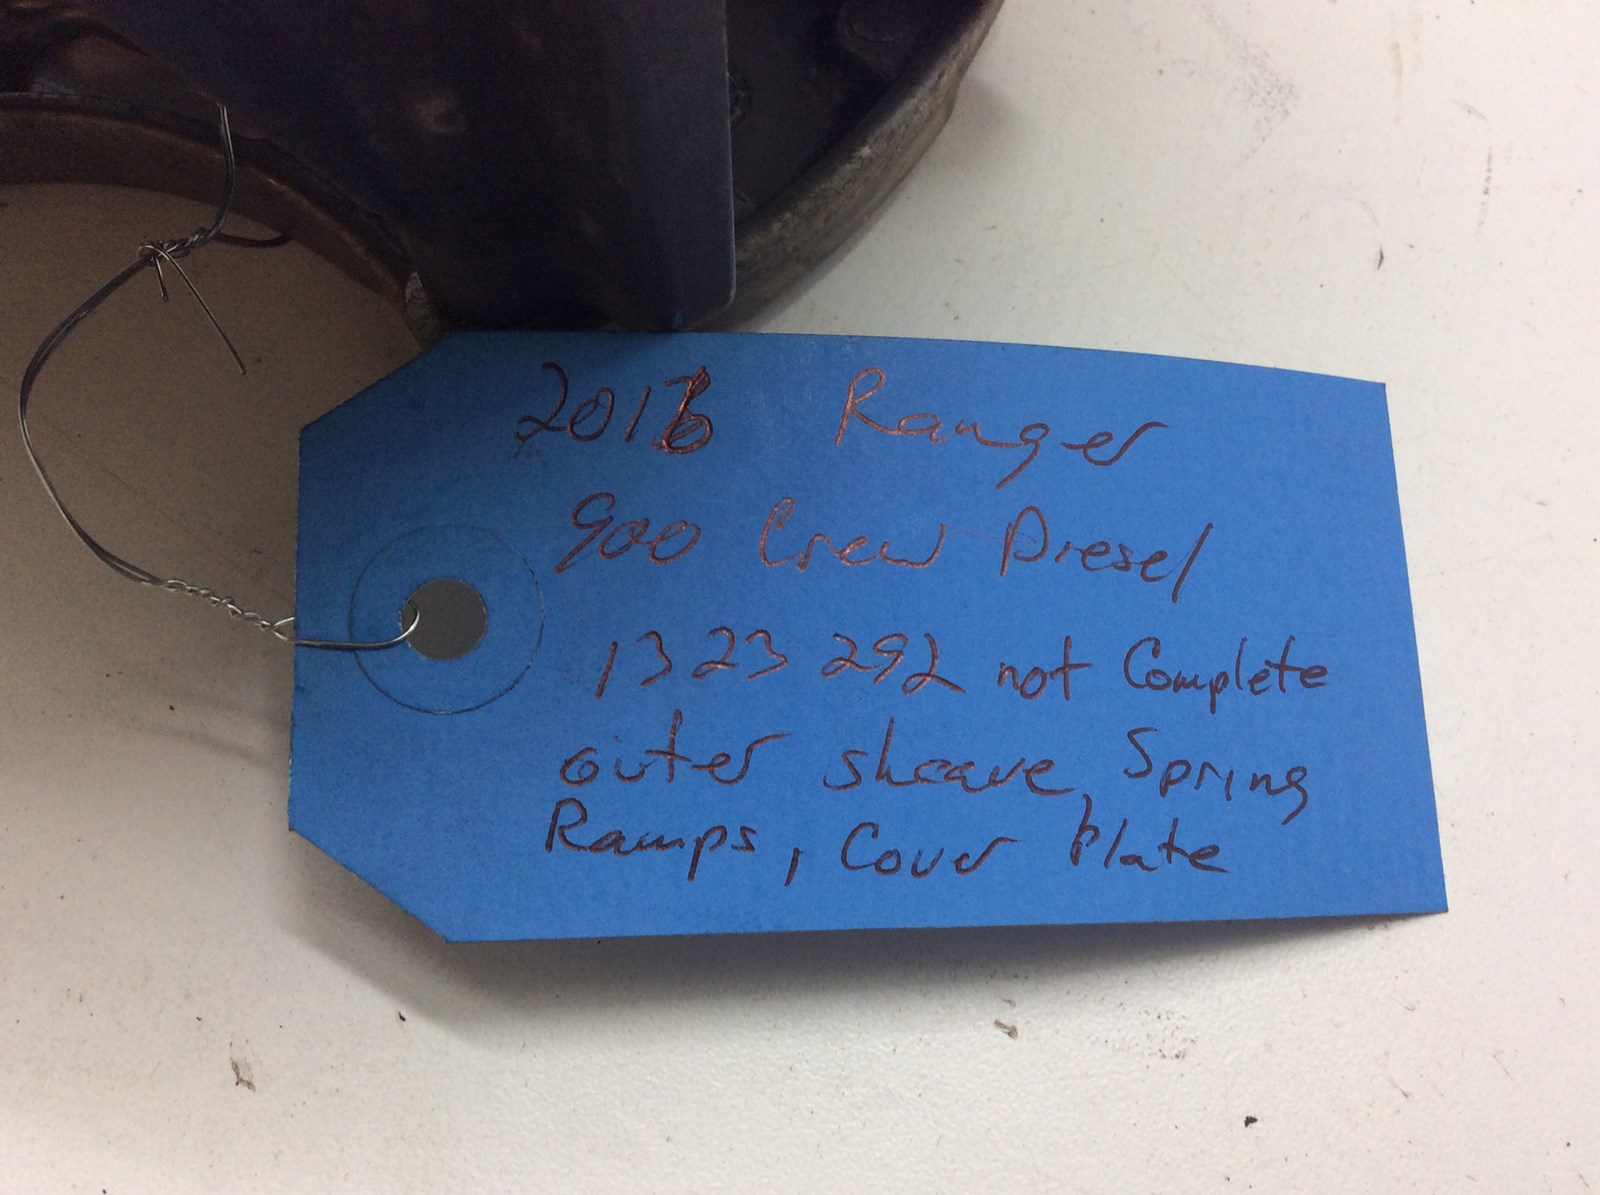 2016 Ranger
900 Crew Diesel
1323292 not Complete
outer sheave, Spring
Ramps, Cover plate